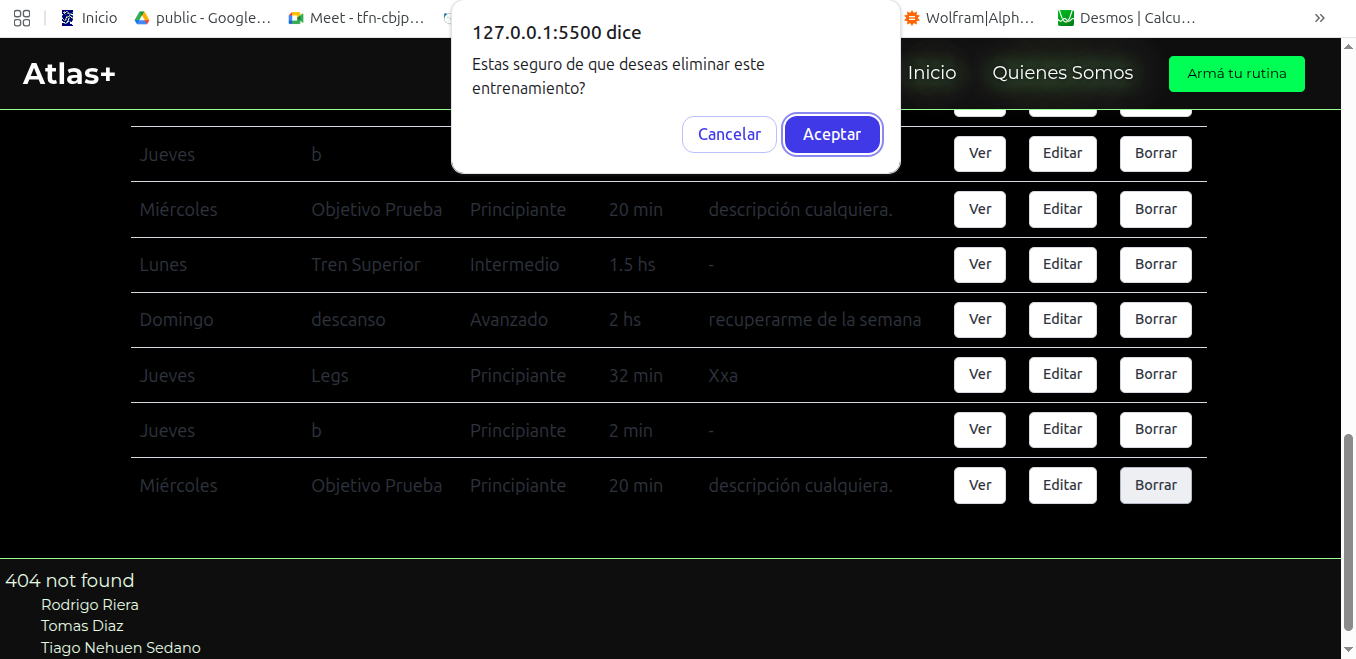 Inicio public - Google... Meet - tfn-cbjp... Wolfram|Alph... Desmos | Calcu... »
127.0.0.1:5500 dice
Estas seguro de que deseas eliminar este
entrenamiento?
Cancelar Aceptar
Atlas+ Inicio Quienes Somos Armá tu rutina
Jueves b Ver Editar Borrar
Miércoles Objetivo Prueba Principiante 20 min descripción cualquiera. Ver Editar Borrar
Lunes Tren Superior Intermedio 1.5 hs - Ver Editar Borrar
Domingo descanso Avanzado 2 hs recuperarme de la semana Ver Editar Borrar
Jueves Legs Principiante 32 min Xxa Ver Editar Borrar
Jueves b Principiante 2 min - Ver Editar Borrar
Miércoles Objetivo Prueba Principiante 20 min descripción cualquiera. Ver Editar Borrar
404 not found
Rodrigo Riera
Tomas Diaz
Tiago Nehuen Sedano